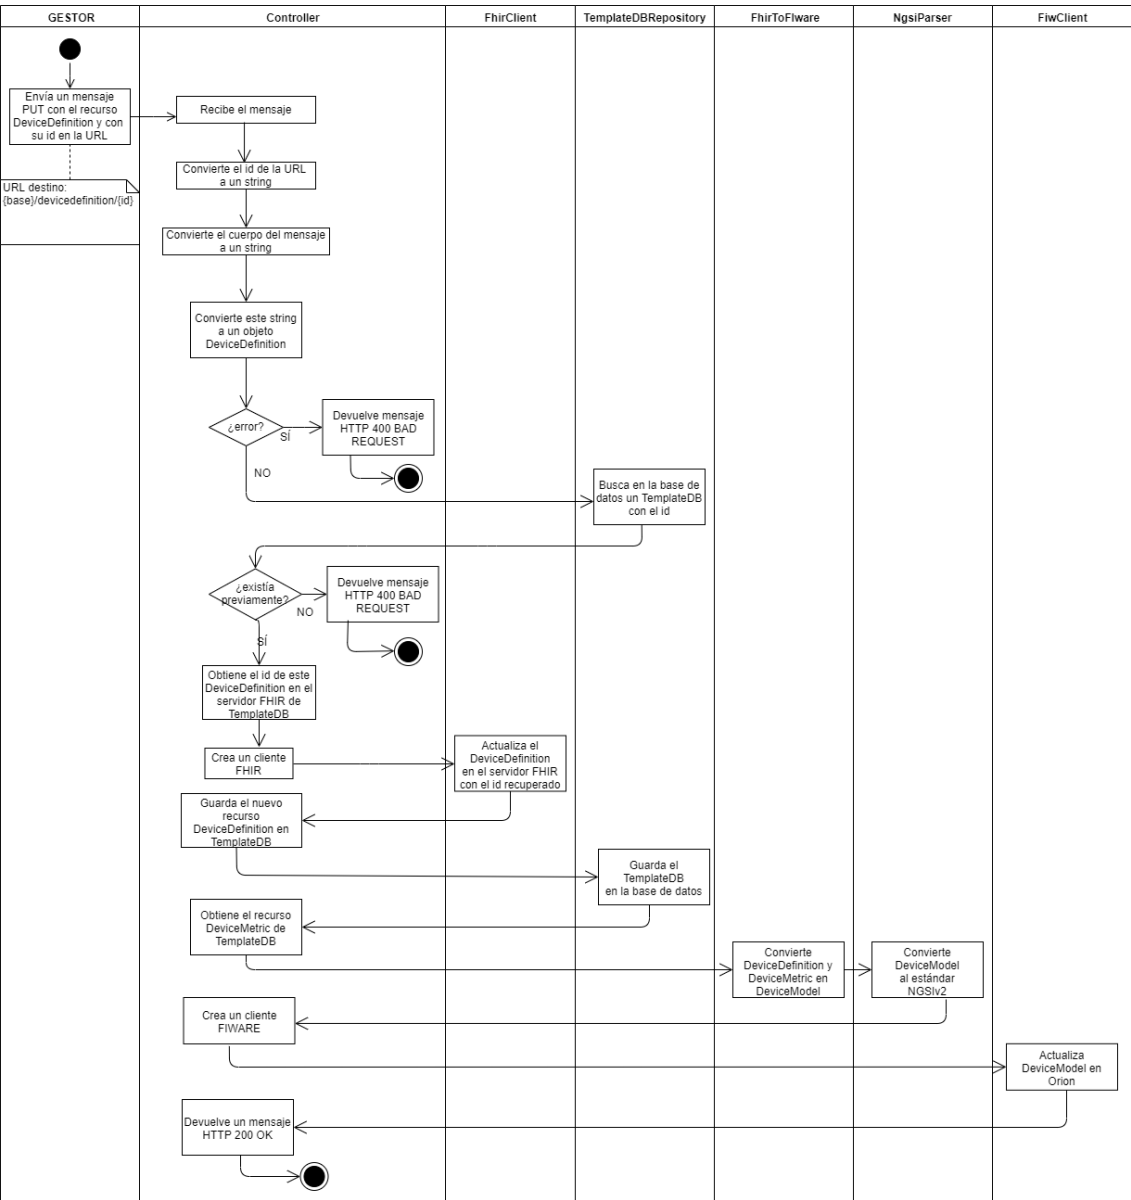 GESTOR
Controller
FhirClient
TemplateDBRepository
FhirToFIware
NgsiParser
FiwClient
Envía un mensaje
PUT con el recurso
DeviceDefinition y con
su id en la URL
URL destino:
{base}/devicedefinition/{id}
Recibe el mensaje
Convierte el id de la URL
a un string
Convierte el cuerpo del mensaje
a un string
Convierte este string
a un objeto
DeviceDefinition
¿error?
SÍ
NO
Devuelve mensaje
HTTP 400 BAD
REQUEST
Busca en la base de
datos un TemplateDB
con el id
¿existía
previamente?
NO
SÍ
Devuelve mensaje
HTTP 400 BAD
REQUEST
Obtiene el id de este
DeviceDefinition en el
servidor FHIR de
TemplateDB
Crea un cliente
FHIR
Actualiza el
DeviceDefinition
en el servidor FHIR
con el id recuperado
Guarda el nuevo
recurso
DeviceDefinition en
TemplateDB
Guarda el
TemplateDB
en la base de datos
Obtiene el recurso
DeviceMetric de
TemplateDB
Convierte
DeviceDefinition y
DeviceMetric en
DeviceModel
Convierte
DeviceModel
al estándar
NGSIv2
Crea un cliente
FIWARE
Actualiza
DeviceModel en
Orion
Devuelve un mensaje
HTTP 200 OK